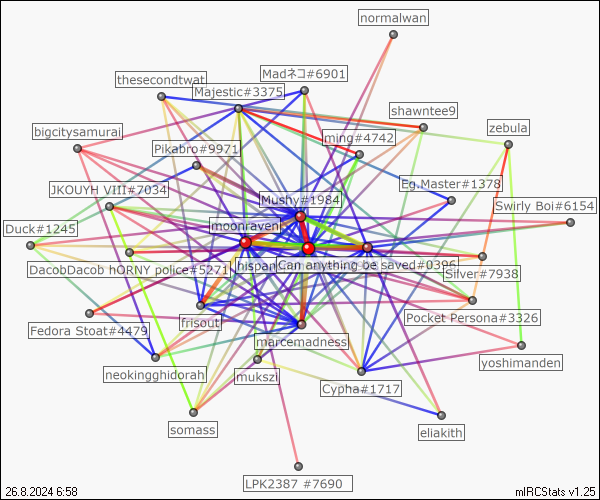 normalwan
Madネコ#6901
thesecondtwat
Majestic#3375
shawntee9
zebula
bigcitysamurai
ming#4742
Pikabro#9971
Eg.Master#1378
JKOUYH VIII#7034
Mushy#1984
Swirly Boi#6154
Duck#1245
moonraven
DacobDacob hORNY police#5271
hispan
Cam anything be saved#0396
Silver#7938
Fedora Stoat#4479
frisout
Pocket Persona#3326
marcemadness
yoshimanden
neokingghidorah
mukszi
Cypha#1717
somass
eliakith
LPK2387 #7690
26.8.2024 6:58
mIRCStats v1.25